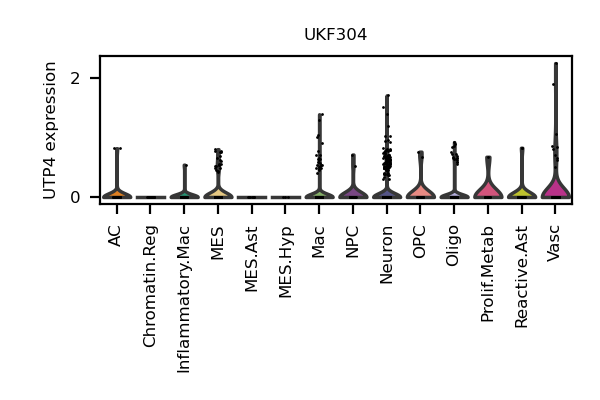 UKF304
UTP4 expression
2
0
AC
Chromatin.Reg
Inflammatory.Mac
MES
MES.Ast
MES.Hyp
Mac
NPC
Neuron
OPC
Oligo
Prolif.Metab
Reactive.Ast
Vasc